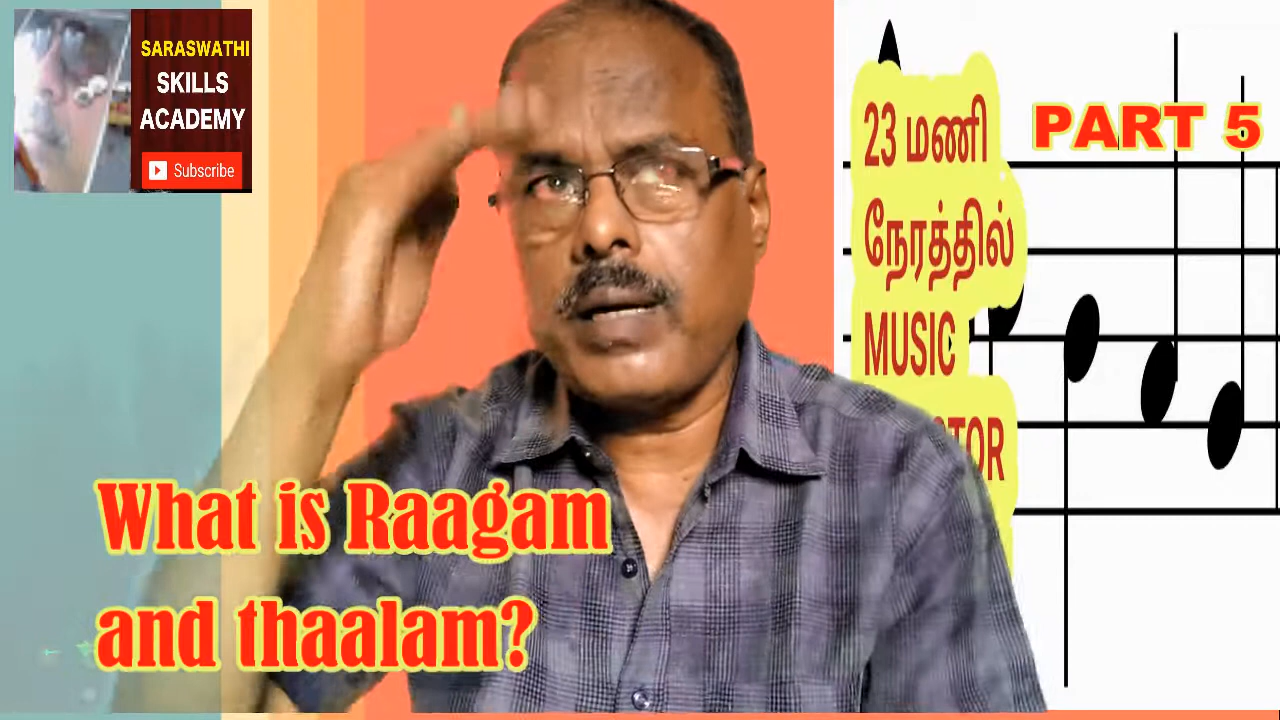 SARASWATHI
SKILLS
ACADEMY
Subscribe
23 மணி
நேரத்தில்
MUSIC
PART 5
What is Raagam
and thaalam?